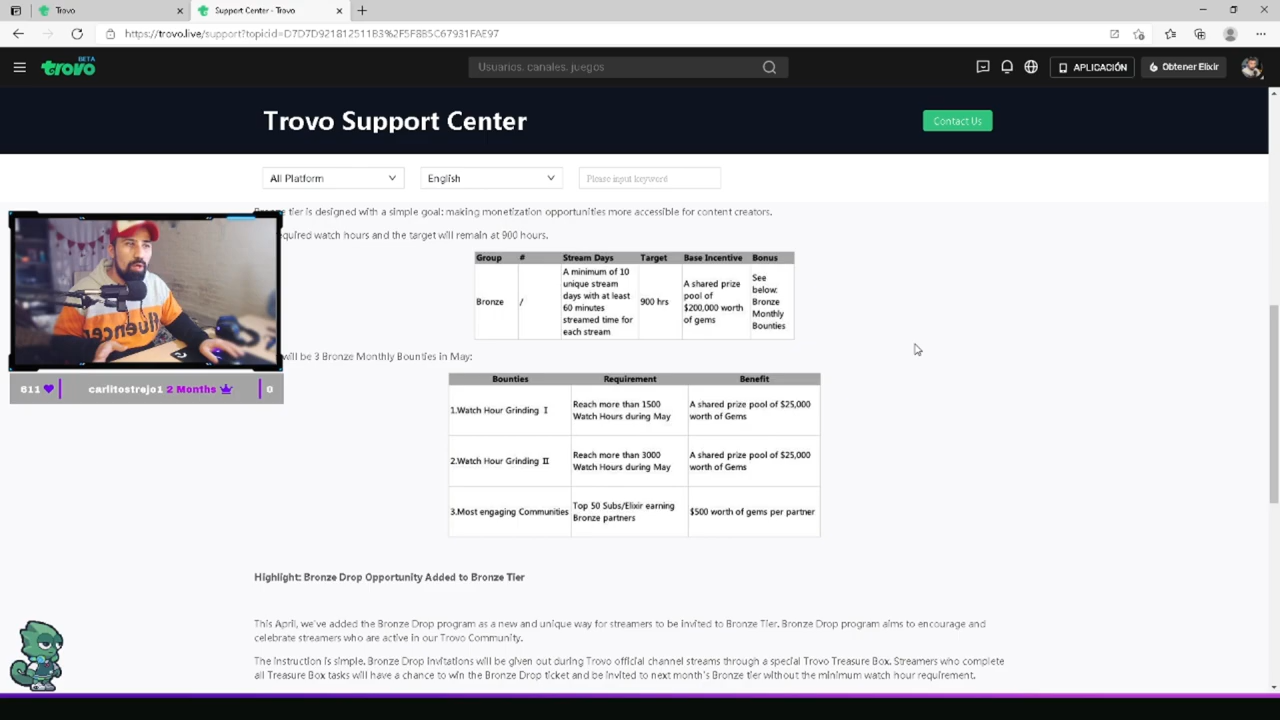 Trovo
Support Center - Trovo
https://trovo.live/support?topicid=D7D7D921812511B3%2F5F8B5C67931FAE97
trovo BETA
Usuarios, canales, juegos
APLICACIÓN
Obtener Elixir
Trovo Support Center
Contact Us
All Platform
English
Please input keyword
tier is designed with a simple goal: making monetization opportunities more accessible for content creators.
quired watch hours and the target will remain at 900 hours.
Group # Stream Days Target Base Incentive Bonus
Bronze
/
A minimum of 10
unique stream
days with at least
60 minutes
streamed time for
each stream
900 hrs
A shared prize
pool of
$200,000 worth
of gems
See
below:
Bronze
Monthly
Bounties
will be 3 Bronze Monthly Bounties in May:
Bounties Requirement Benefit
1.Watch Hour Grinding Ⅰ
Reach more than 1500
Watch Hours during May
A shared prize pool of $25,000
worth of Gems
2.Watch Hour Grinding Ⅱ
Reach more than 3000
Watch Hours during May
A shared prize pool of $25,000
worth of Gems
3.Most engaging Communities
Top 50 Subs/Elixir earning
Bronze partners
$500 worth of gems per partner
fluencer
611
carlitostrejo1 2 Months
0
Highlight: Bronze Drop Opportunity Added to Bronze Tier
This April, we've added the Bronze Drop program as a new and unique way for streamers to be invited to Bronze Tier. Bronze Drop program aims to encourage and
celebrate streamers who are active in our Trovo Community.
The instruction is simple. Bronze Drop Invitations will be given out during Trovo official channel streams through a special Trovo Treasure Box. Streamers who complete
all Treasure Box tasks will have a chance to win the Bronze Drop ticket and be invited to next month's Bronze tier without the minimum watch hour requirement.